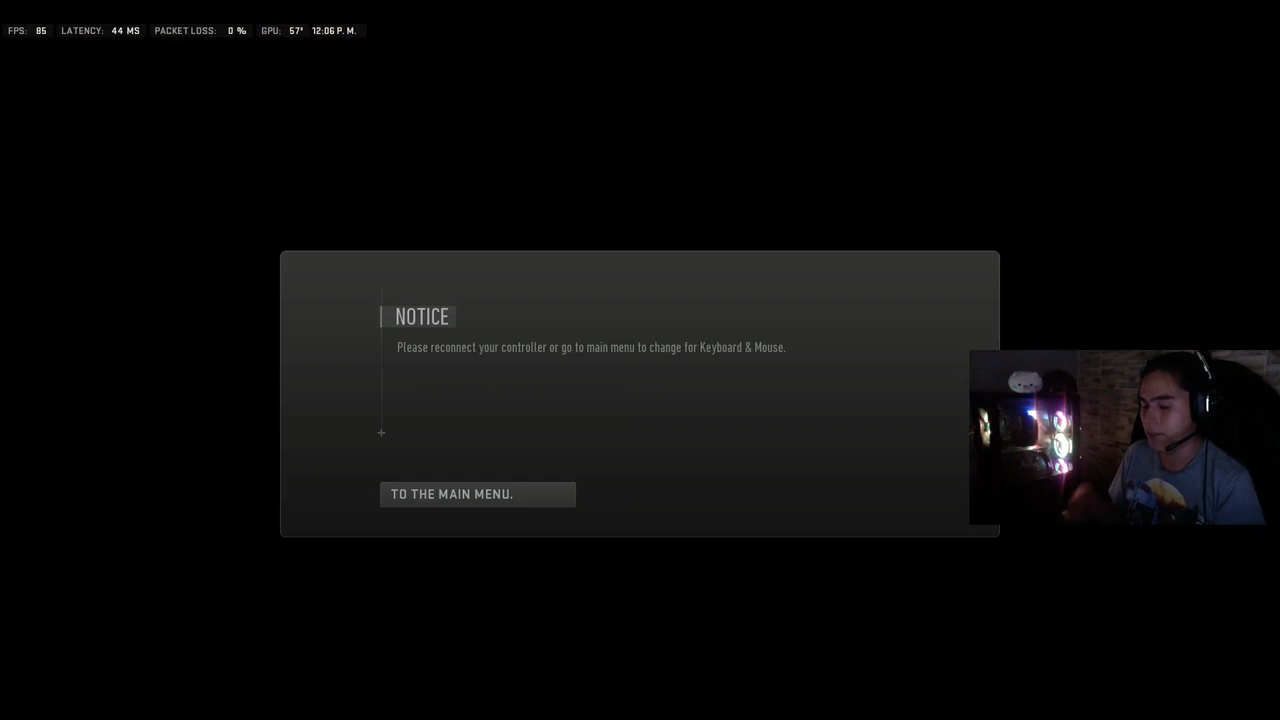 FPS: 85 LATENCY: 44 MS PACKET LOSS: 0 % GPU: 57° 12:06 P. M.
NOTICE
Please reconnect your controller or go to main menu to change for Keyboard & Mouse.
TO THE MAIN MENU.